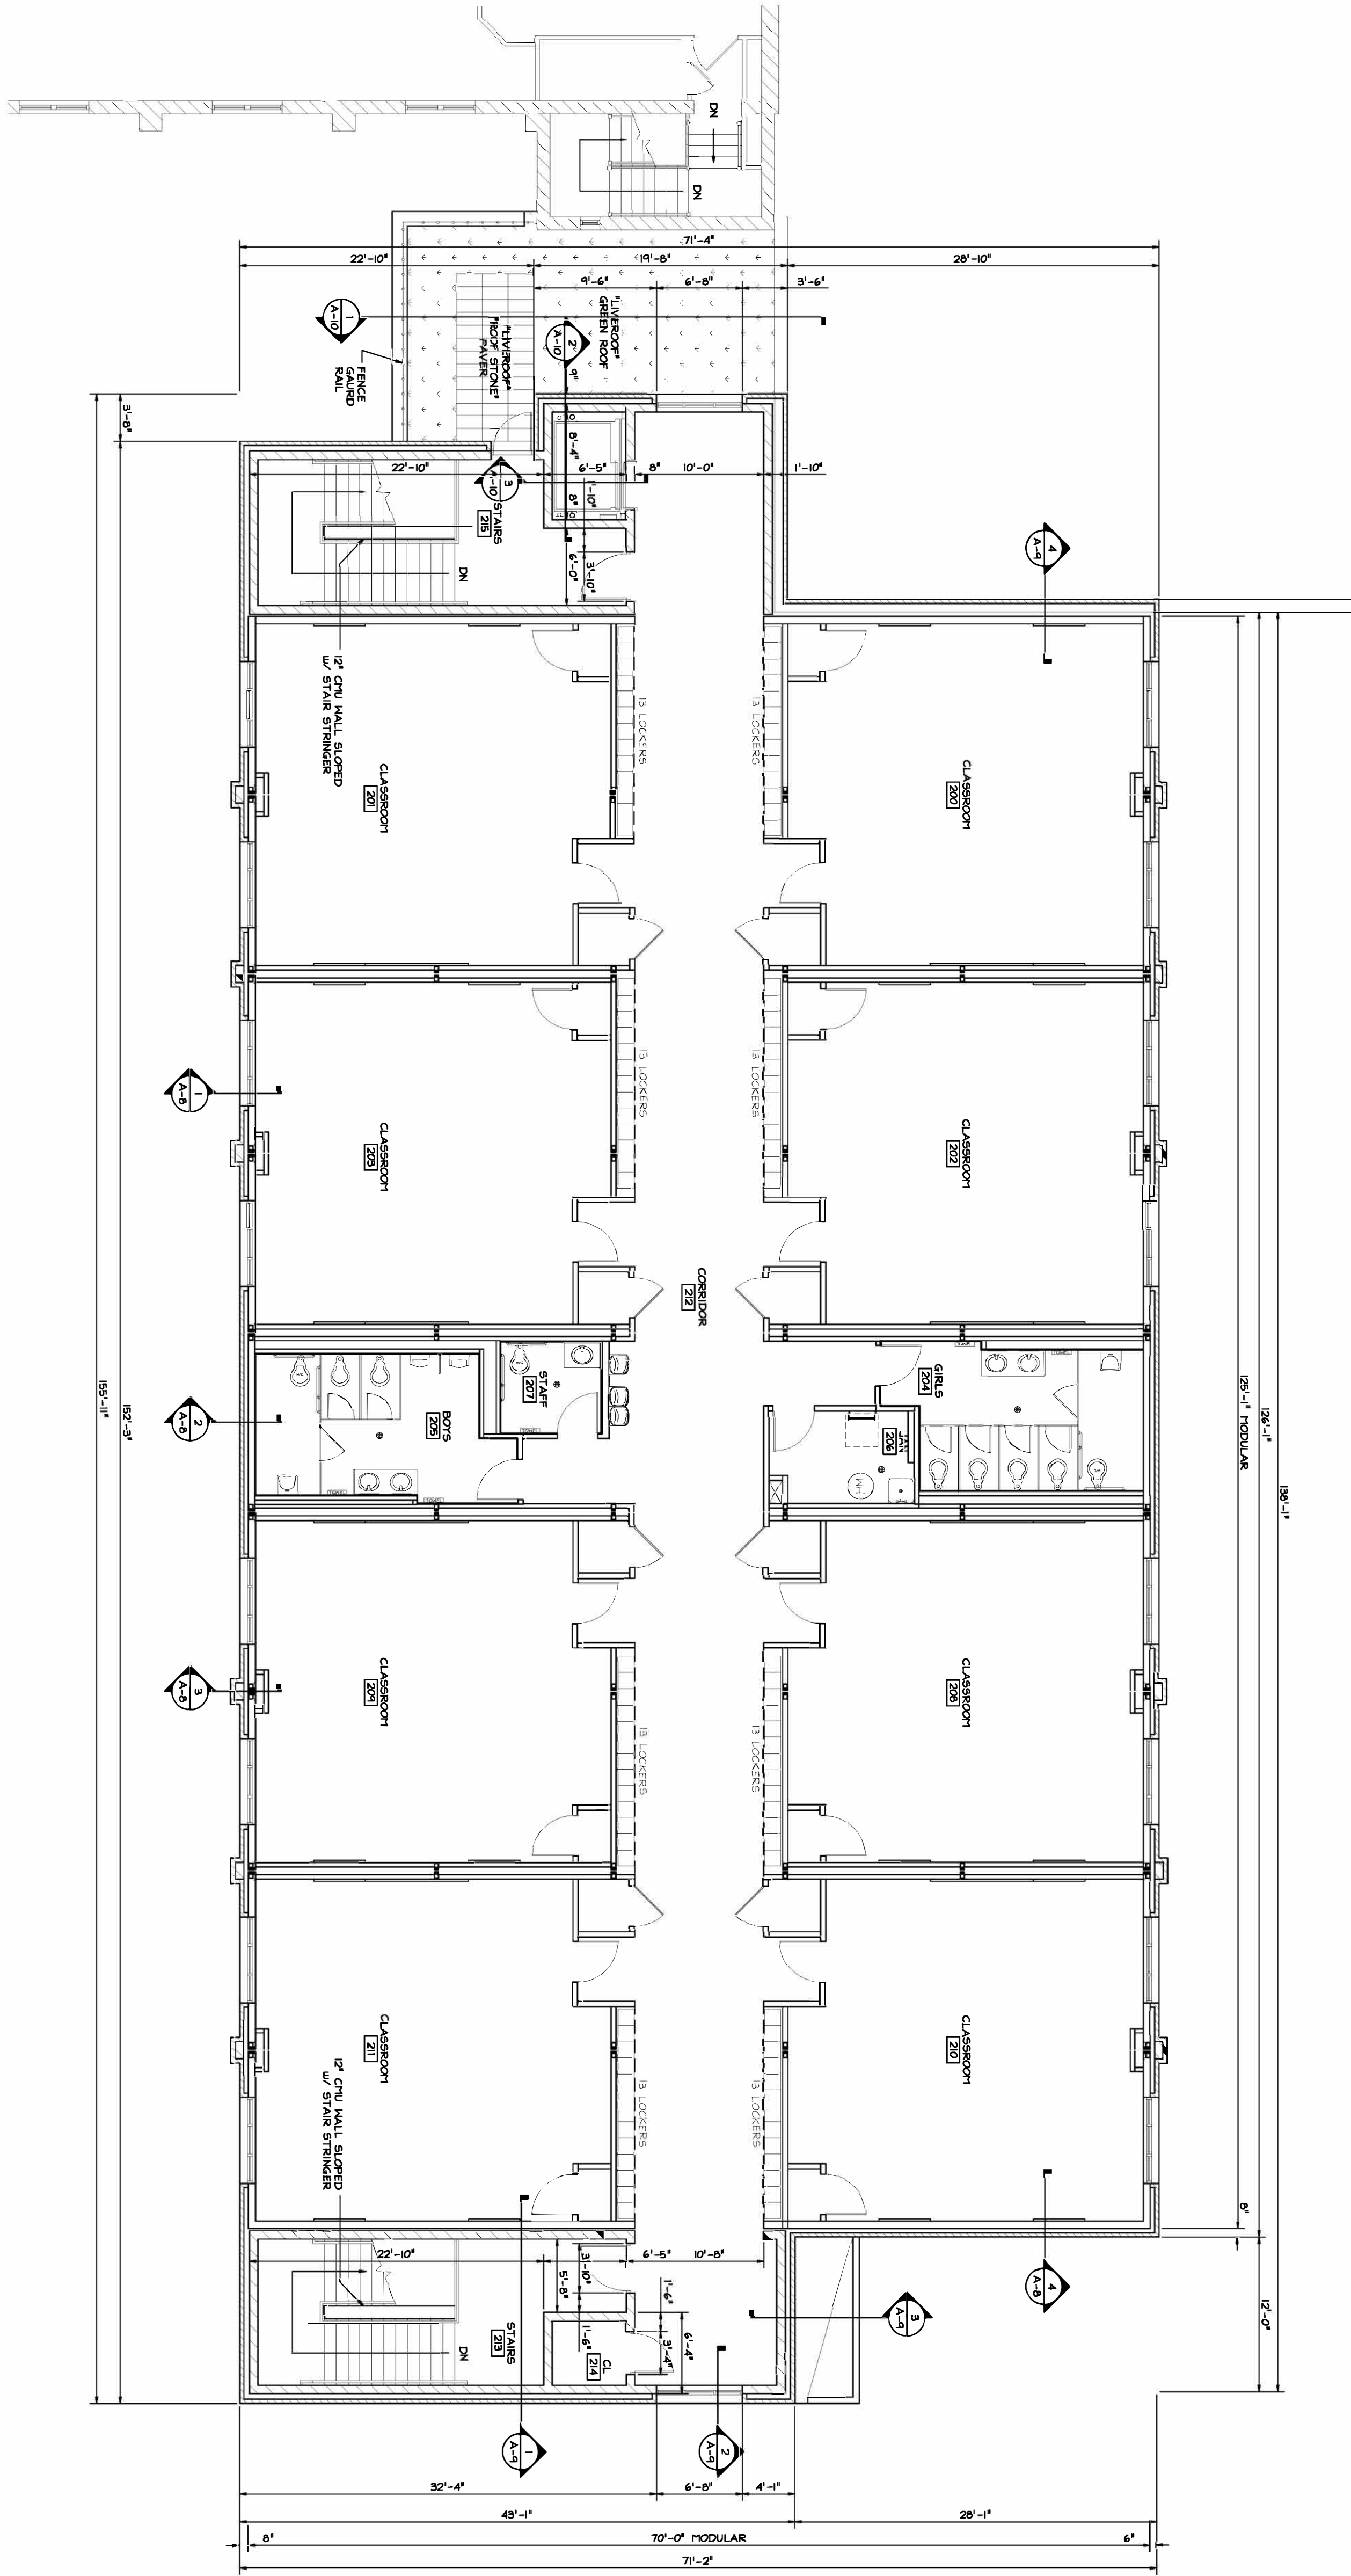 DN
DN
71'-4"
22'-10"
19'-8"
28'-10"
9'-6"
6'-8"
3'-6"
"LIVEROOF"
GREEN ROOF
"LIVEROOF"
"ROOF STONE"
PAVER
1
A-10
2
A-10
FENCE
GAURD
RAIL
9"
3'-8"
8'-4"
22'-10"
6'-5"
8"
10'-0"
1'-10"
3
A-10
1'-10"
8"
STAIRS
215
6'-0"
3'-10"
DN
4
A-9
12" CMU WALL SLOPED
W/ STAIR STRINGER
13 LOCKERS
13 LOCKERS
CLASSROOM
201
CLASSROOM
200
1
A-8
13 LOCKERS
13 LOCKERS
CLASSROOM
203
CLASSROOM
202
CORRIDOR
212
155'-11"
152'-3"
125'-1" MODULAR
126'-1"
138'-1"
STAFF
207
GIRLS
204
BOYS
205
JAN
206
WH
2
A-8
CLASSROOM
209
CLASSROOM
208
3
A-8
13 LOCKERS
13 LOCKERS
CLASSROOM
211
CLASSROOM
210
12" CMU WALL SLOPED
W/ STAIR STRINGER
13 LOCKERS
13 LOCKERS
8"
22'-10"
6'-5"
10'-8"
3'-10"
5'-8"
1'-6"
6'-4"
1'-6"
3'-4"
STAIRS
213
CL
214
DN
4
A-8
3
A-9
12'-0"
1
A-9
2
A-9
32'-4"
6'-8"
4'-1"
43'-1"
28'-1"
8"
70'-0" MODULAR
6"
71'-2"